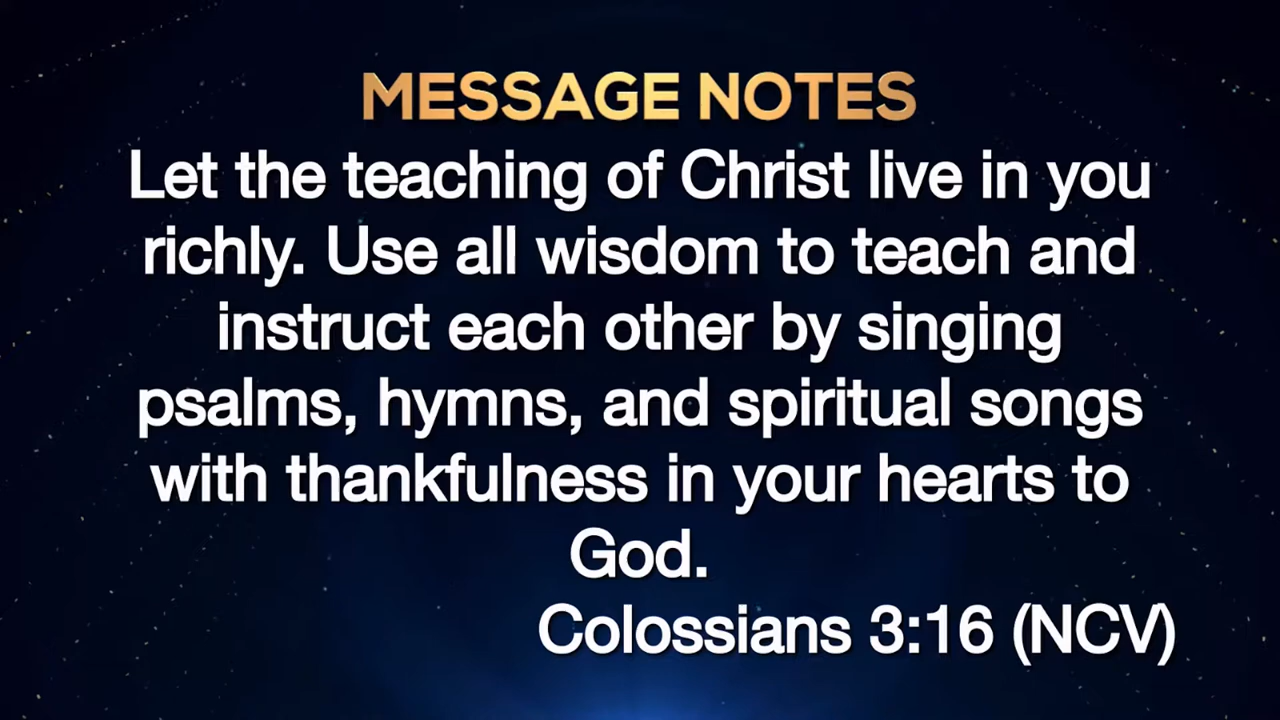 MESSAGE NOTES
Let the teaching of Christ live in you
richly. Use all wisdom to teach and
instruct each other by singing
psalms, hymns, and spiritual songs
with thankfulness in your hearts to
God.
Colossians 3:16 (NCV)